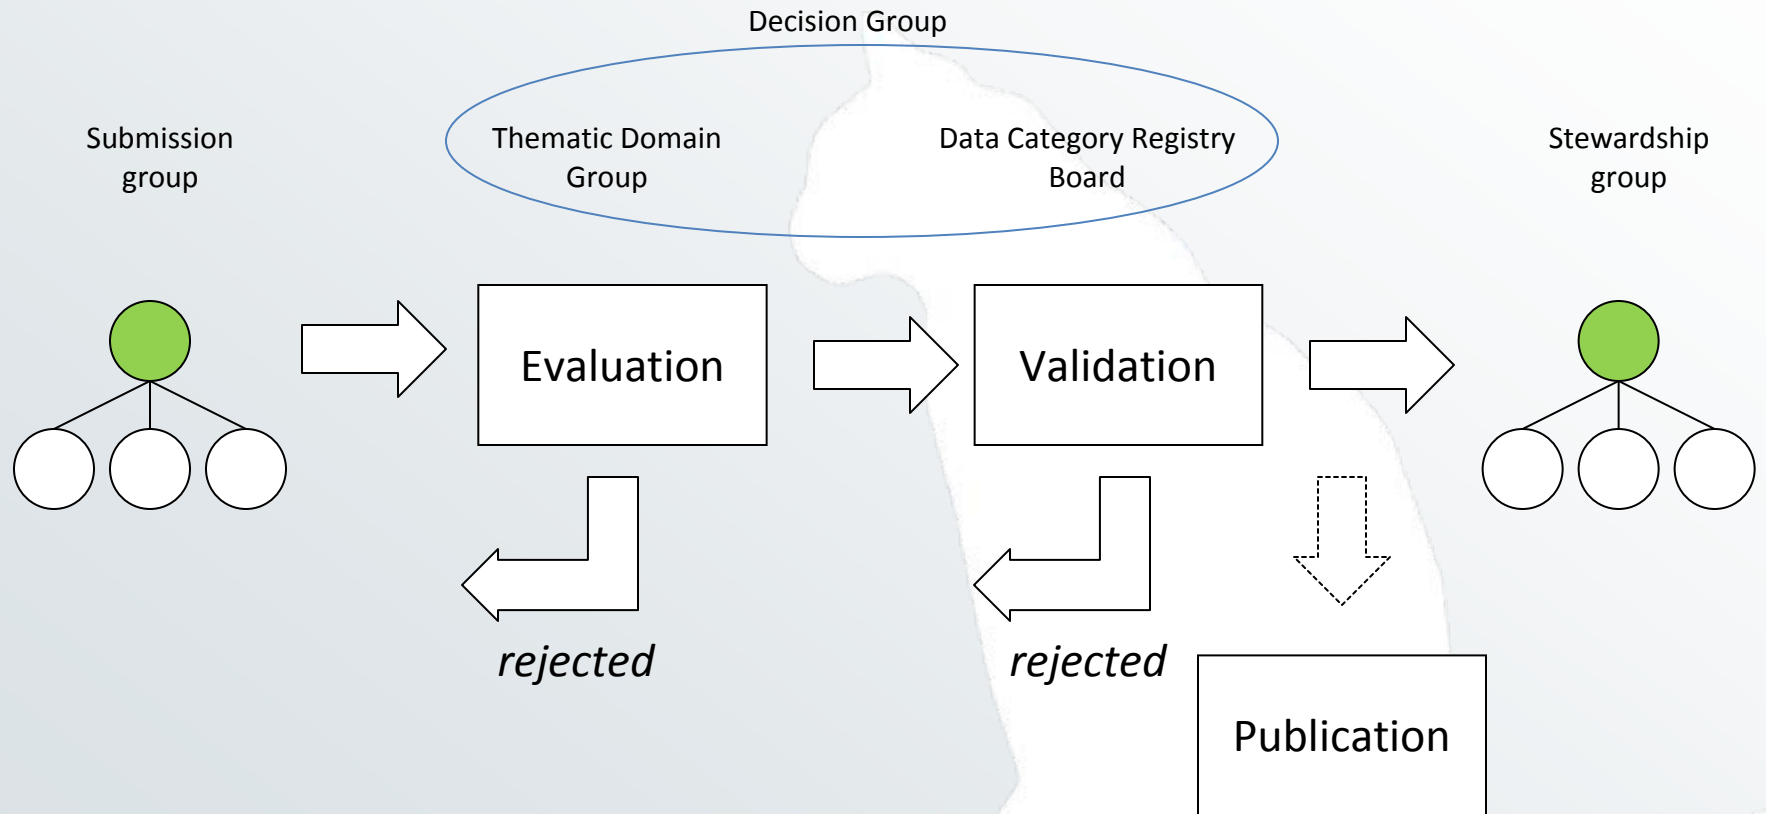 Decision Group
Submission
group
Thematic Domain
Group
Data Category Registry
Board
Stewardship
group
Evaluation
Validation
rejected
rejected
Publication